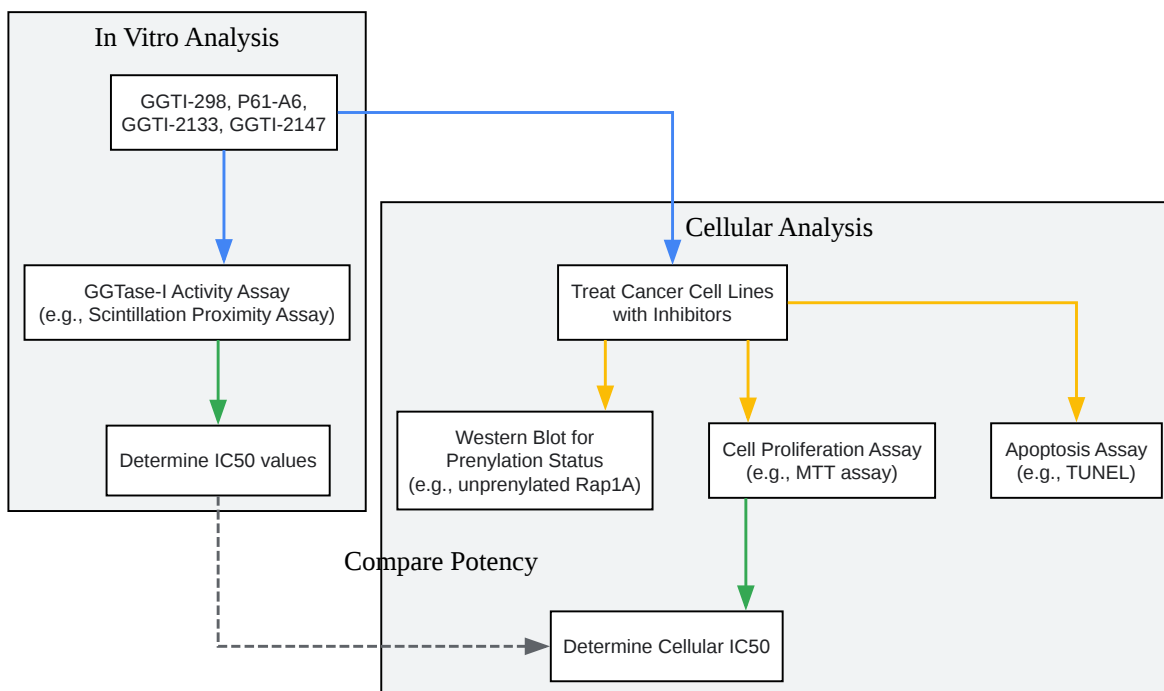 In Vitro Analysis
GGTI-298, P61-A6,
GGTI-2133, GGTI-2147
GGTase-I Activity Assay
(e.g., Scintillation Proximity Assay)
Determine IC50 values
Cellular Analysis
Treat Cancer Cell Lines
with Inhibitors
Western Blot for
Prenylation Status
(e.g., unprenylated Rap1A)
Cell Proliferation Assay
(e.g., MTT assay)
Apoptosis Assay
(e.g., TUNEL)
Compare Potency
Determine Cellular IC50